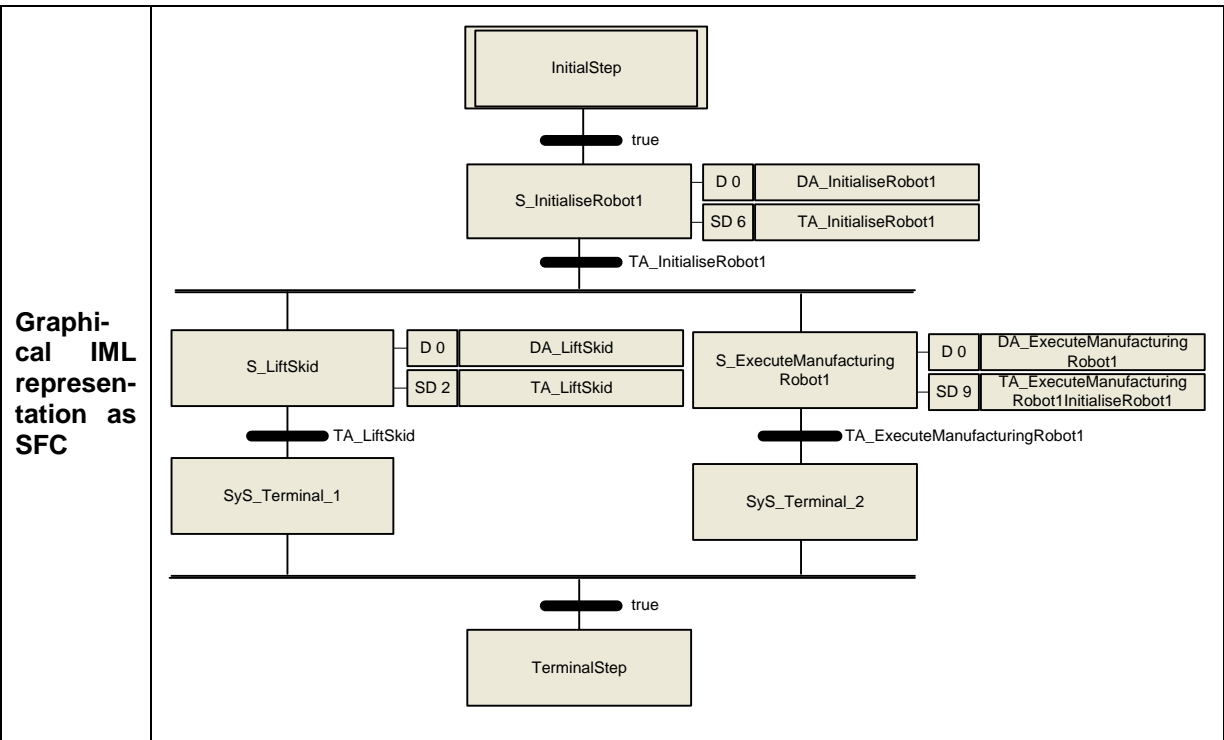 Graphi-
cal IML
represen-
tation as
SFC
InitialStep
true
S_InitialiseRobot1
D 0
DA_InitialiseRobot1
SD 6
TA_InitialiseRobot1
TA_InitialiseRobot1
S_LiftSkid
D 0
DA_LiftSkid
SD 2
TA_LiftSkid
S_ExecuteManufacturing
Robot1
D 0
DA_ExecuteManufacturing
Robot1
SD 9
TA_ExecuteManufacturing
Robot1InitialiseRobot1
TA_LiftSkid
TA_ExecuteManufacturingRobot1
SyS_Terminal_1
SyS_Terminal_2
true
TerminalStep